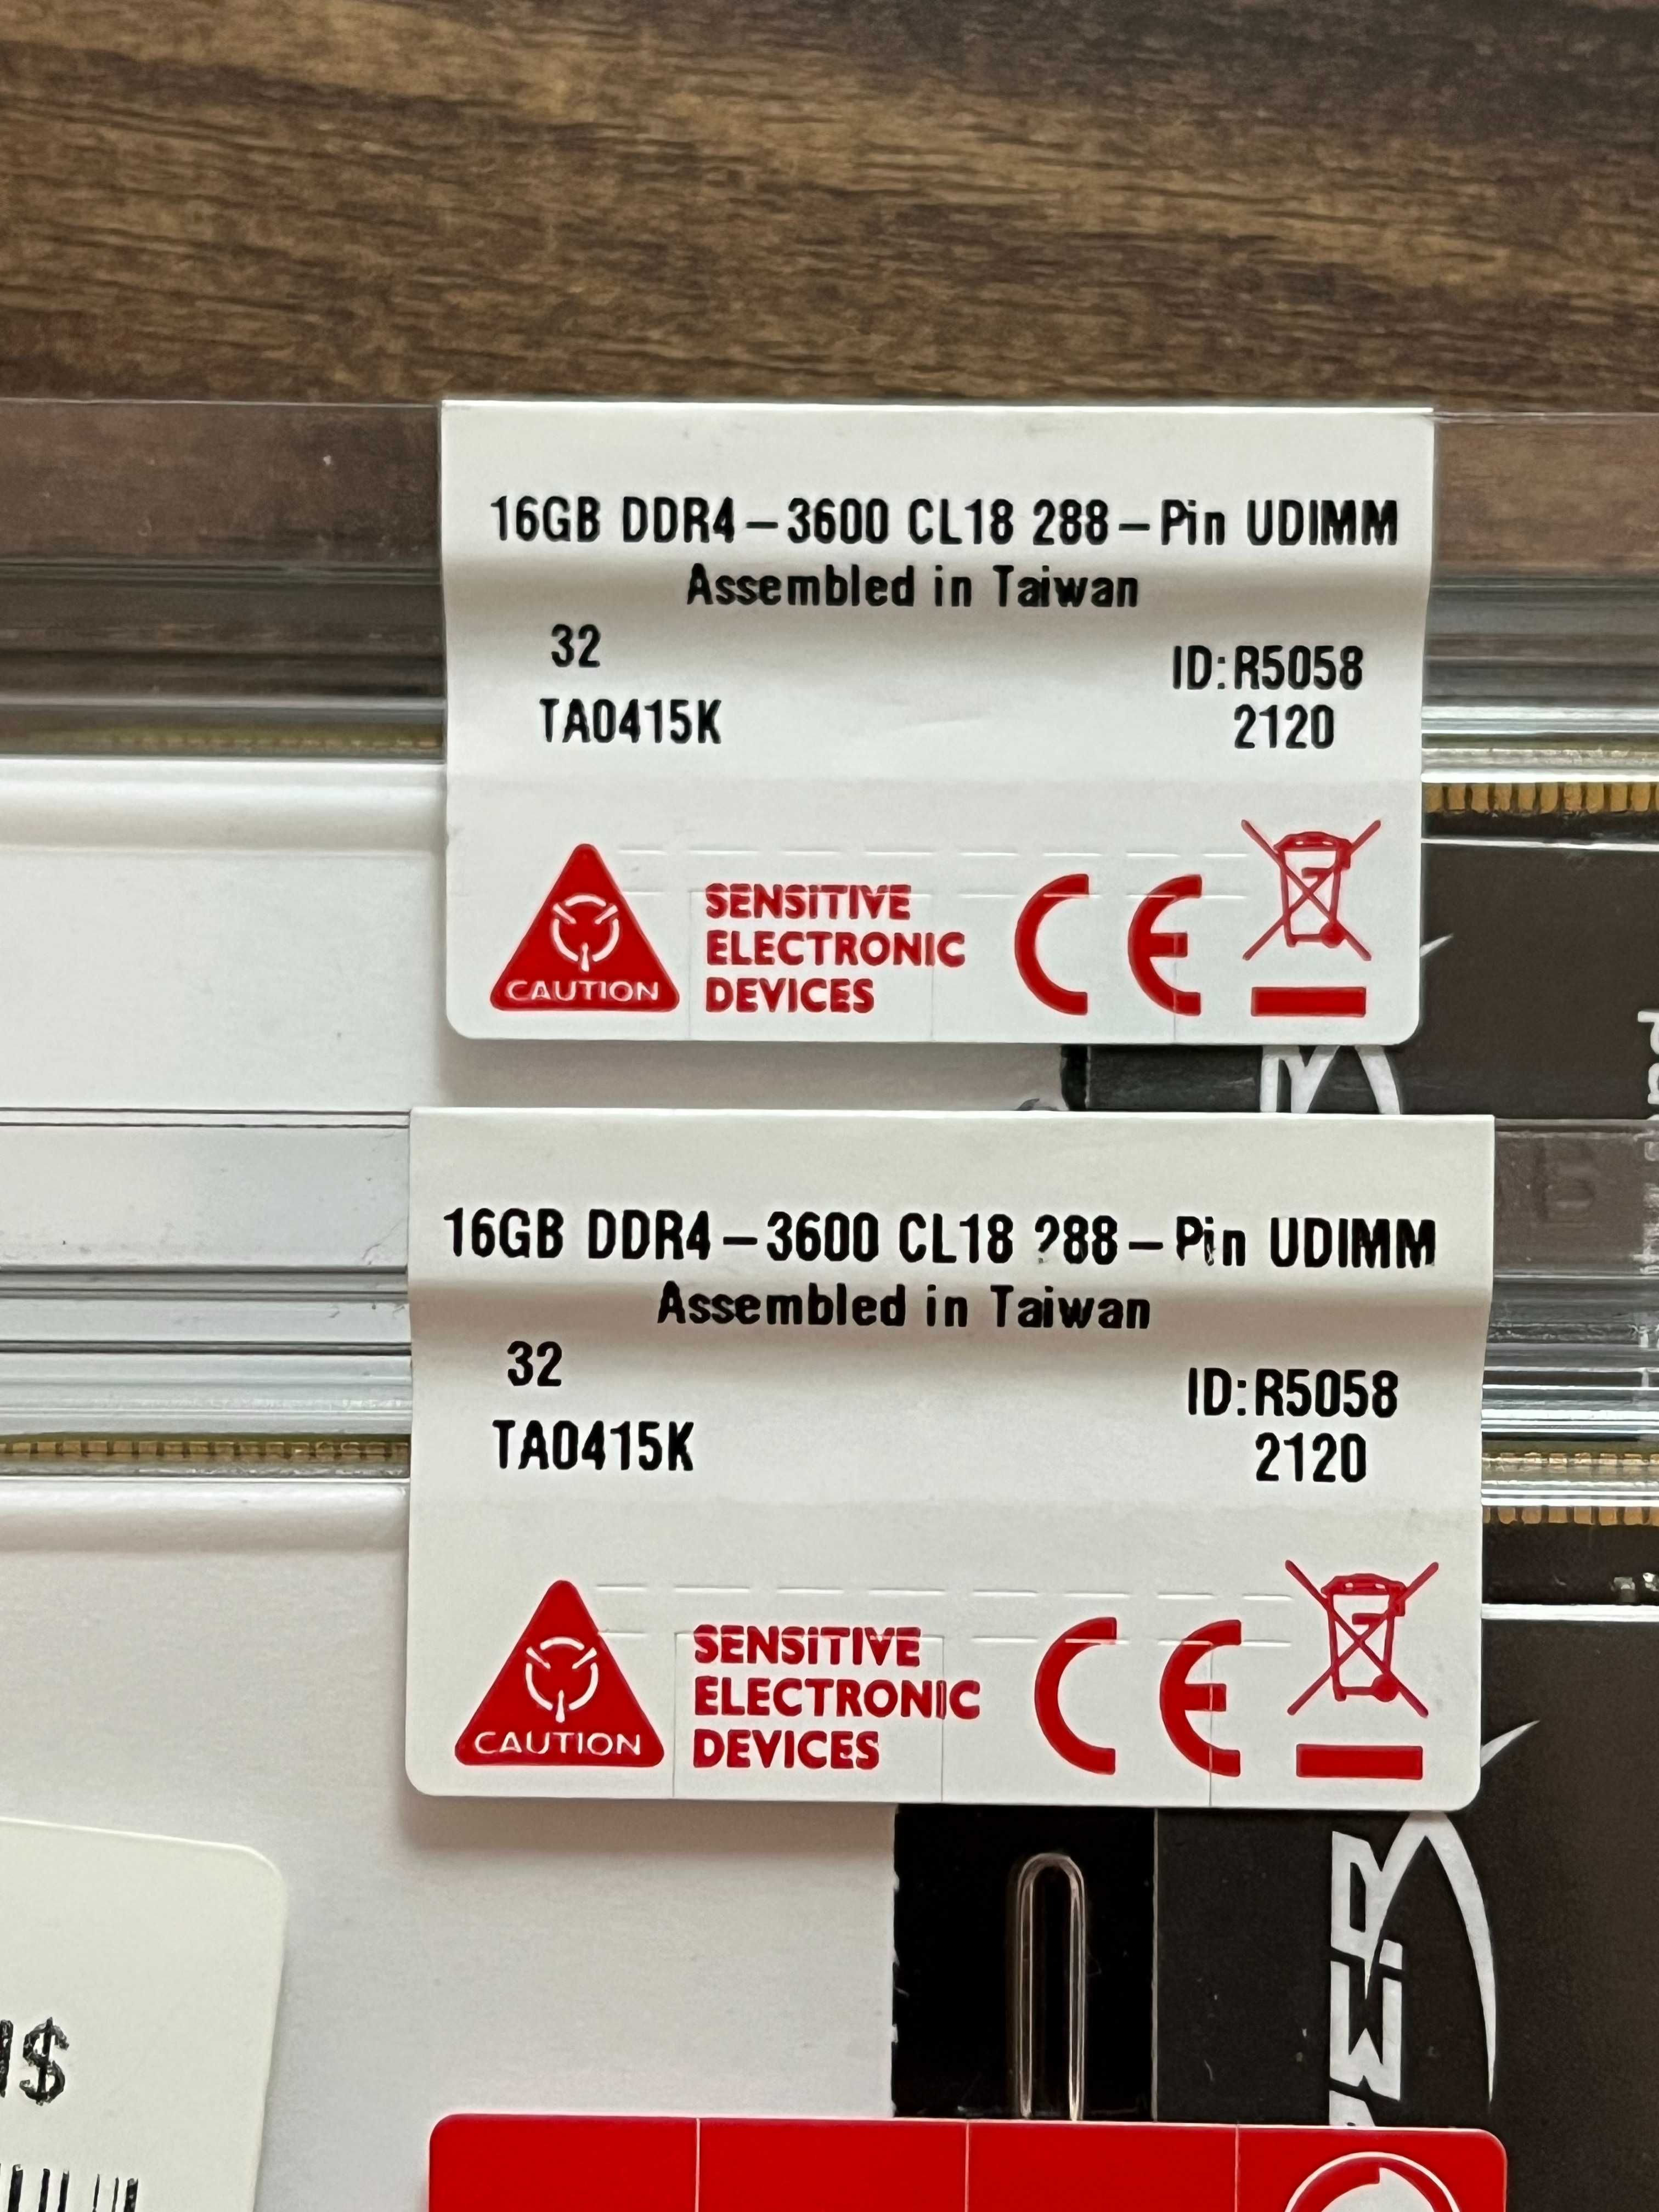 16GB DDR4-3600 CL18 288-Pin UDIMM
Assembled in Taiwan
32
ID:R5058
TA0415K
2120
CAUTION
SENSITIVE
ELECTRONIC
DEVICES
CE
16GB DDR4-3600 CL18 288-Pin UDIMM
Assembled in Taiwan
32
ID:R5058
TA0415K
2120
CAUTION
SENSITIVE
ELECTRONIC
DEVICES
CE